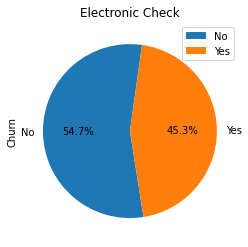 Electronic Check
No
Yes
Churn
No
54.7%
45.3%
Yes